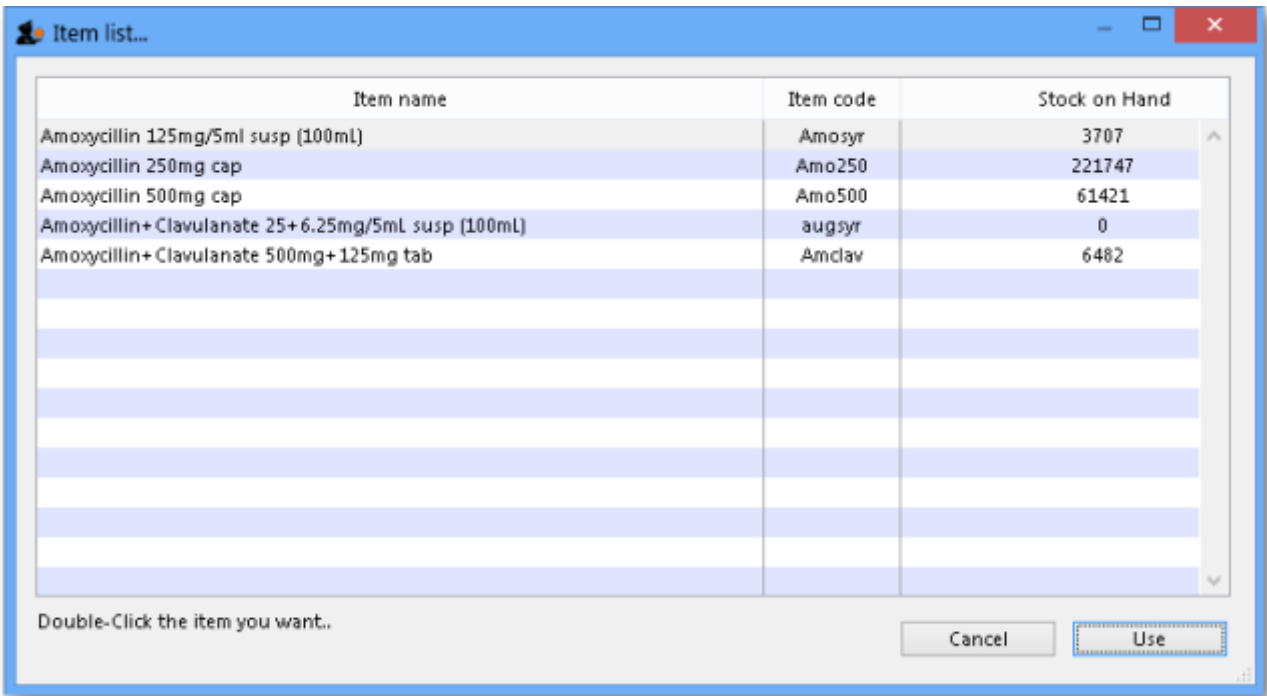 Item list...
Item name Item code Stock on Hand
Amoxycillin 125mg/5ml susp (100mL) Amosyr 3707
Amoxycillin 250mg cap Amo250 221747
Amoxycillin 500mg cap Amo500 61421
Amoxycillin+Clavulanate 25+6.25mg/5mL susp (100mL) augsyr 0
Amoxycillin+Clavulanate 500mg+125mg tab Amclav 6482
Double-Click the item you want..
Cancel Use